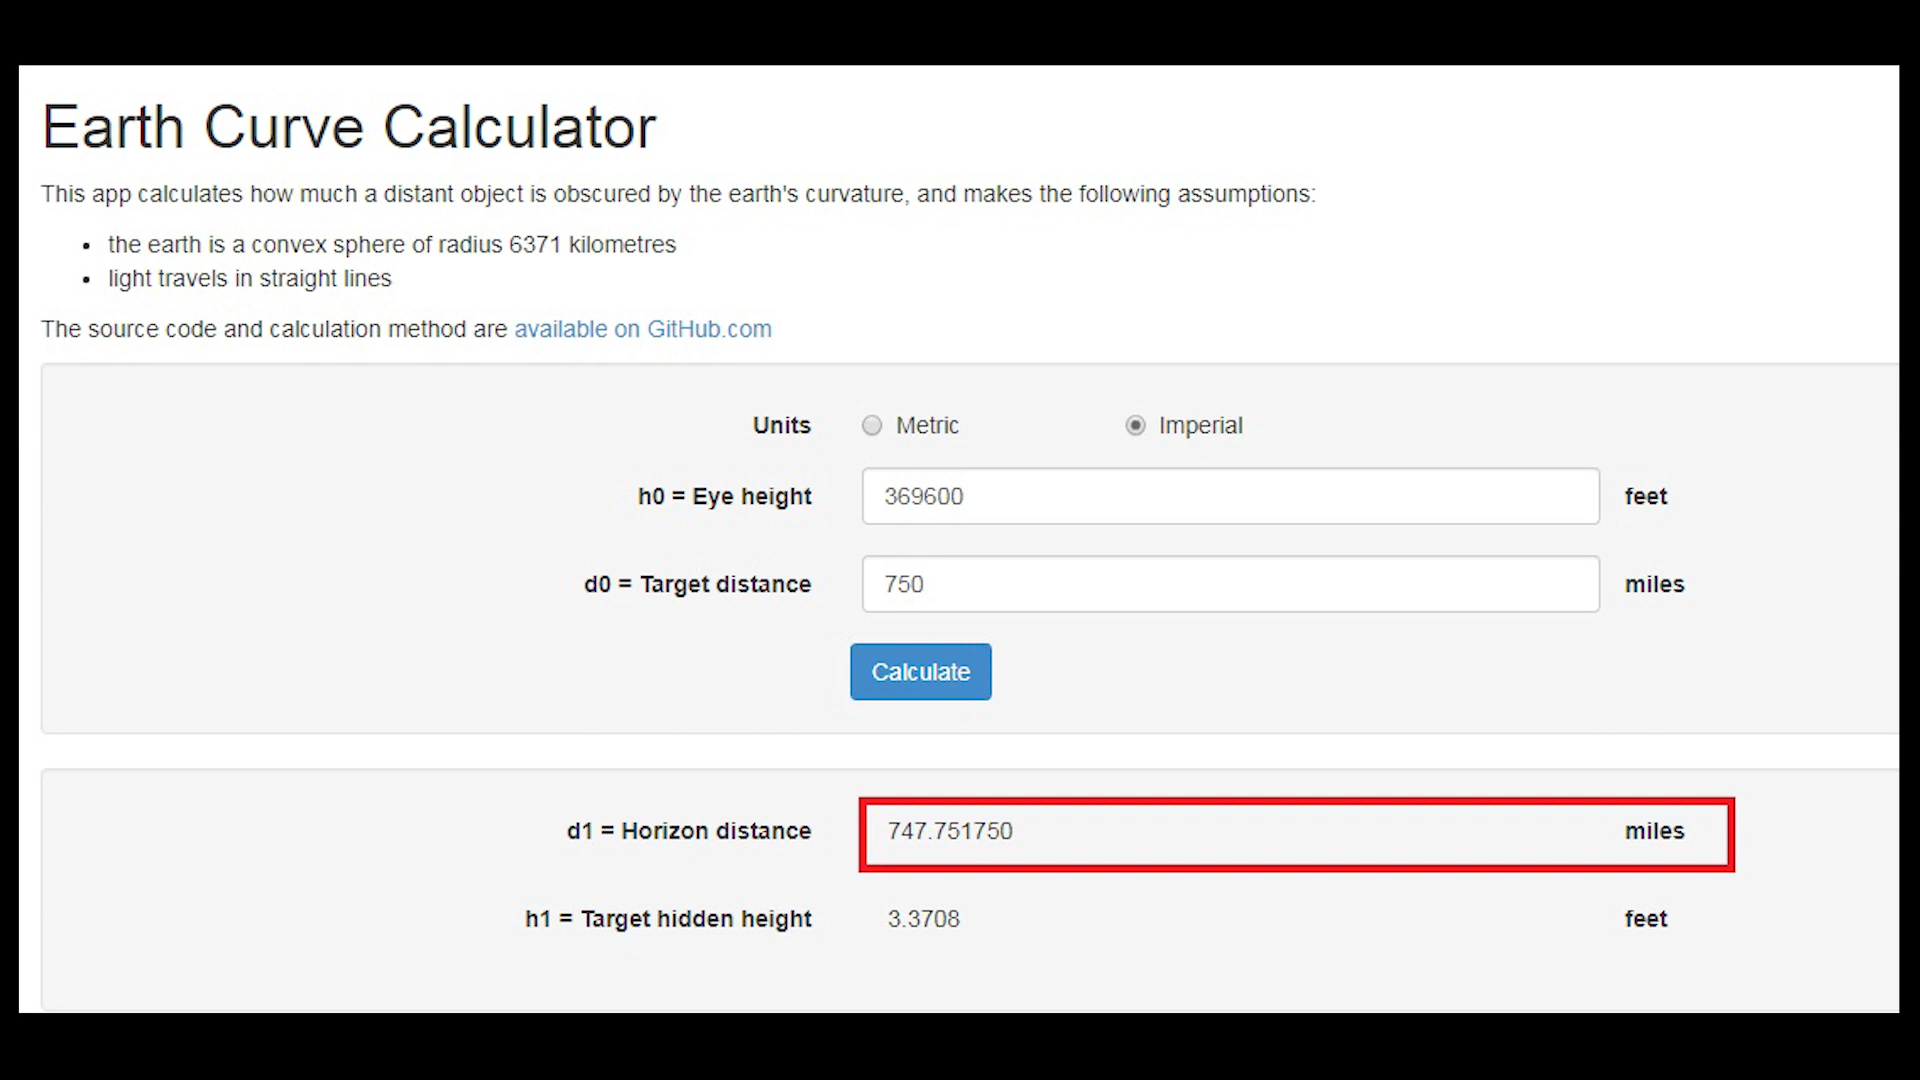 Earth Curve Calculator
This app calculates how much a distant object is obscured by the earth's curvature, and makes the following assumptions:
• the earth is a convex sphere of radius 6371 kilometres
• light travels in straight lines
The source code and calculation method are available on GitHub.com
Units Metric Imperial
h0 = Eye height 369600 feet
d0 = Target distance 750 miles
Calculate
d1 = Horizon distance 747.751750 miles
h1 = Target hidden height 3.3708 feet